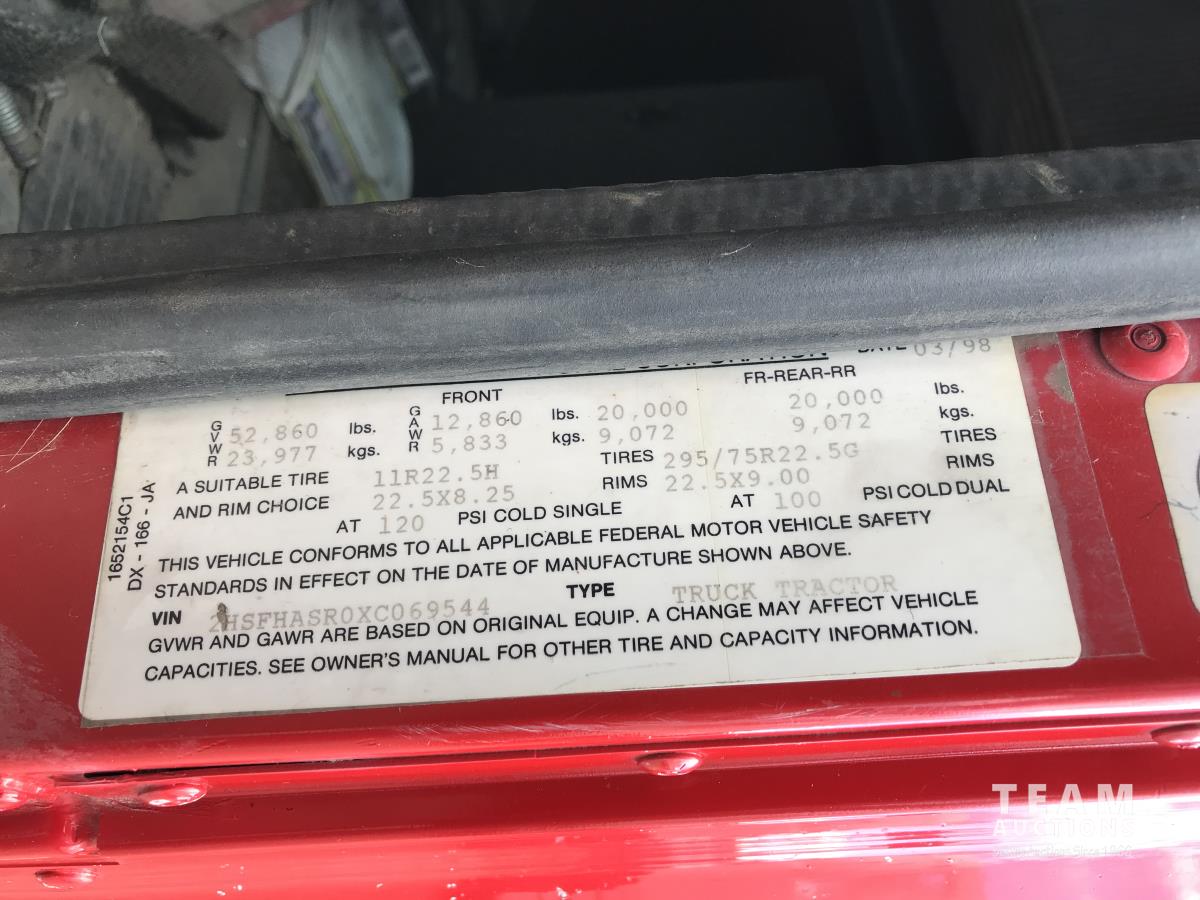 CORPORATION DATE 03/98
FRONT FR-REAR-RR
GVWR 52,860 lbs. GAWR 12,860 lbs. 20,000 20,000 lbs.
23,977 kgs. 5,833 kgs. 9,072 9,072 kgs.
A SUITABLE TIRE 11R22.5H TIRES 295/75R22.5G TIRES
AND RIM CHOICE 22.5X8.25 RIMS 22.5X9.00 RIMS
AT 120 PSI COLD SINGLE AT 100 PSI COLD DUAL
THIS VEHICLE CONFORMS TO ALL APPLICABLE FEDERAL MOTOR VEHICLE SAFETY
STANDARDS IN EFFECT ON THE DATE OF MANUFACTURE SHOWN ABOVE.
VIN 2HSFHASR0XC069544 TYPE TRUCK TRACTOR
GVWR AND GAWR ARE BASED ON ORIGINAL EQUIP. A CHANGE MAY AFFECT VEHICLE
CAPACITIES. SEE OWNER'S MANUAL FOR OTHER TIRE AND CAPACITY INFORMATION.
1652154C1
DX - 166 - JA
TEAM
AUCTIONS